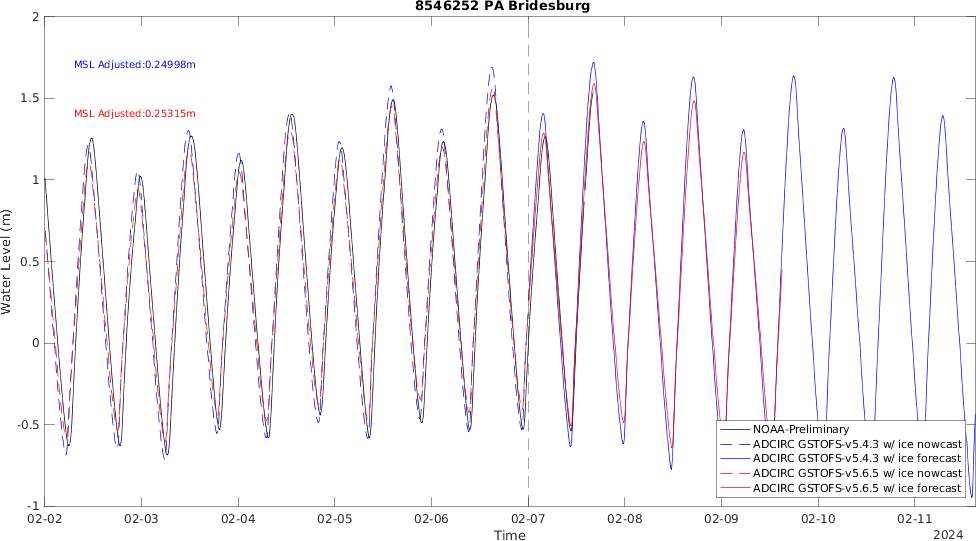 8546252 PA Bridesburg
2
MSL Adjusted:0.24998m
1.5
MSL Adjusted:0.25315m
1
0.5
0
-0.5
-1
Water Level (m)
NOAA-Preliminary
ADCIRC GSTOFS-v5.4.3 w/ ice nowcast
ADCIRC GSTOFS-v5.4.3 w/ ice forecast
ADCIRC GSTOFS-v5.6.5 w/ ice nowcast
ADCIRC GSTOFS-v5.6.5 w/ ice forecast
02-02 02-03 02-04 02-05 02-06 02-07 02-08 02-09 02-10 02-11
Time
2024